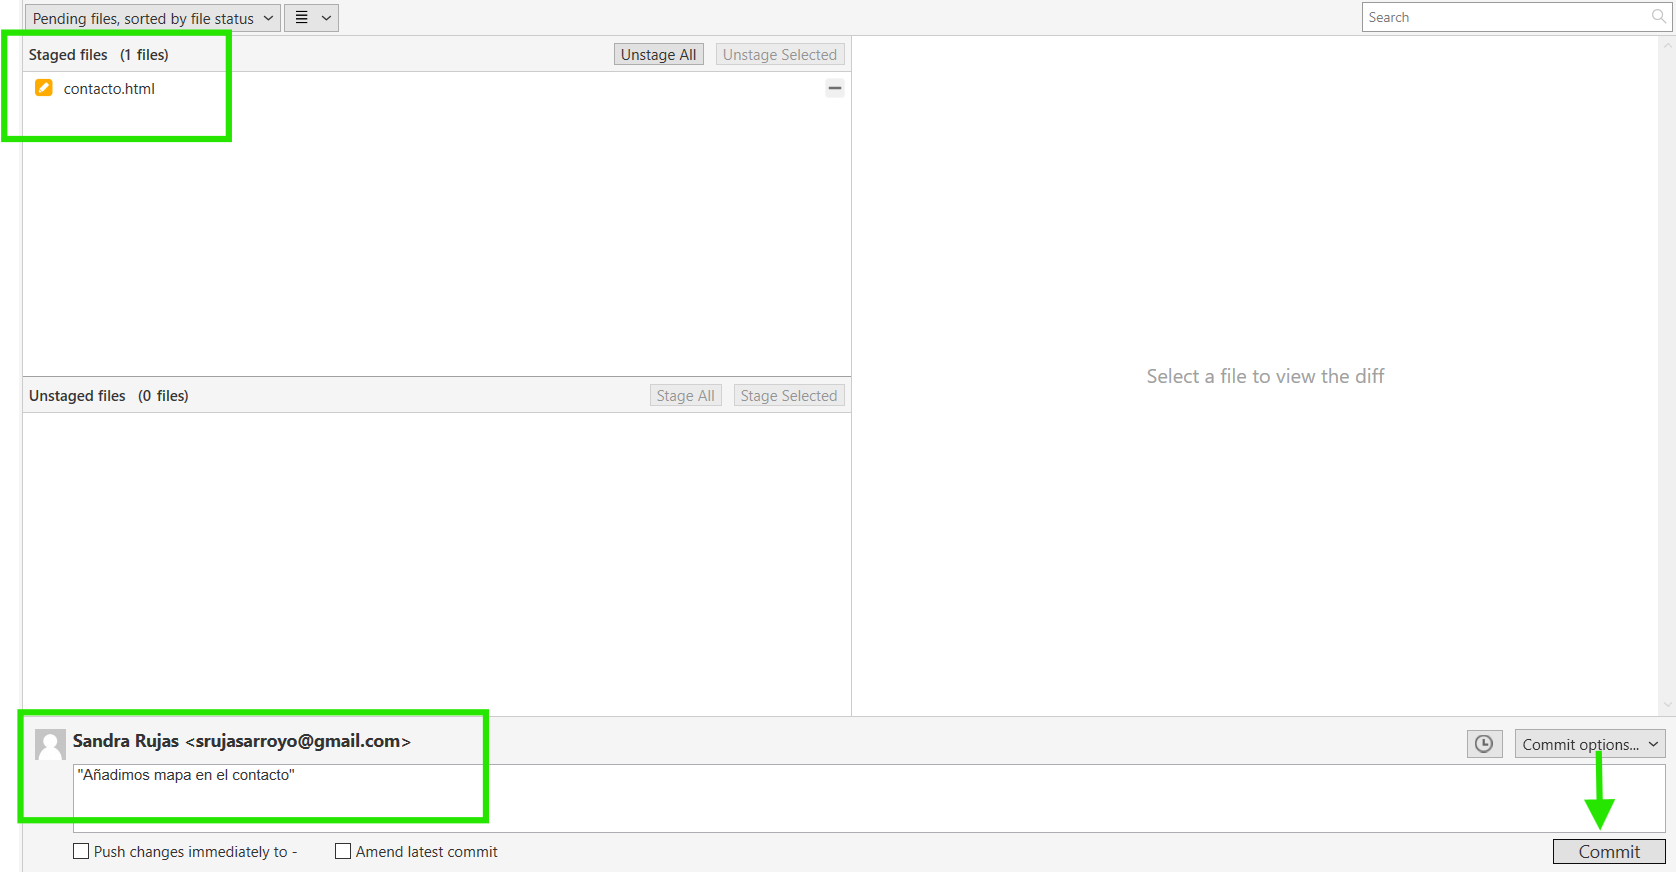 Pending files, sorted by file status
Search
Staged files (1 files)
Unstage All
Unstage Selected
contacto.html
Select a file to view the diff
Unstaged files (0 files)
Stage All
Stage Selected
Sandra Rujas <srujasarroyo@gmail.com>
Commit options...
"Añadimos mapa en el contacto"
Push changes immediately to -
Amend latest commit
Commit